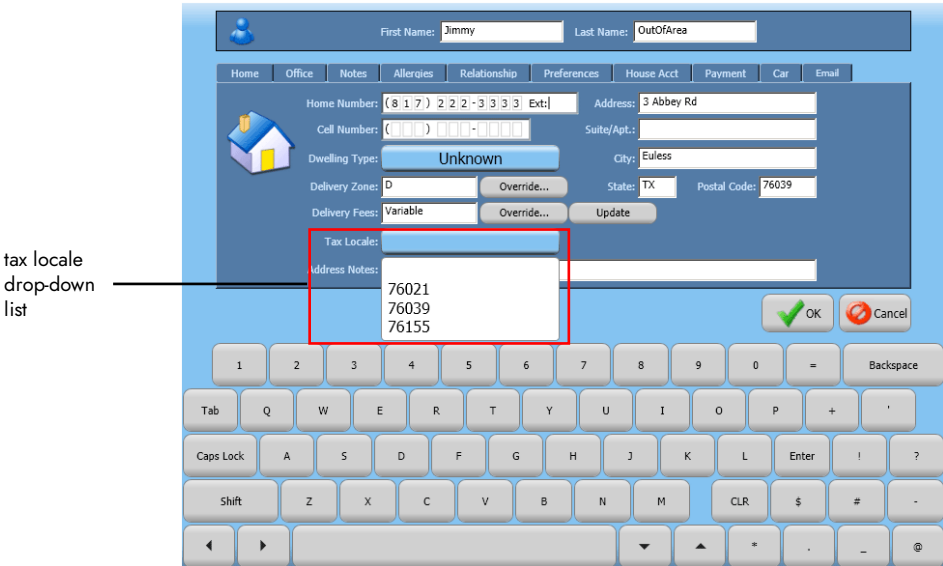 First Name: Jimmy Last Name: OutOfArea
Home Office Notes Allergies Relationship Preferences House Acct Payment Car Email
Home Number: (817) 222-3333 Ext: Address: 3 Abbey Rd
Cell Number: ( ) - Suite/Apt.:
Dwelling Type: Unknown City: Euless
Delivery Zone: D Override... State: TX Postal Code: 76039
Delivery Fees: Variable Override... Update
Tax Locale:
Address Notes:
tax locale
drop-down
list
76021
76039
76155
OK Cancel
1 2 3 4 5 6 7 8 9 0 = Backspace
Tab Q W E R T Y U I O P + '
Caps Lock A S D F G H J K L Enter ! ?
Shift Z X C V B N M CLR $ # -
* . _ @